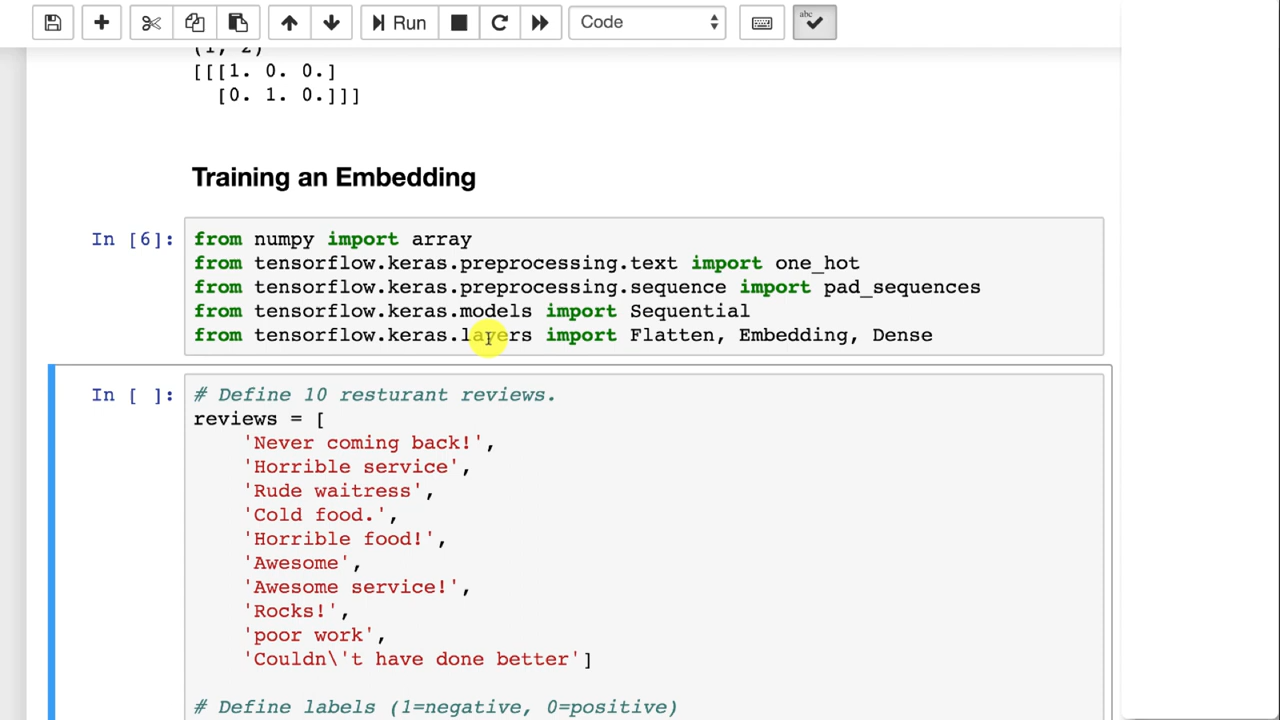 Run
Code
abc
(1, 2)
[[[1. 0. 0.]
[0. 1. 0.]]]
Training an Embedding
In [6]:
from numpy import array
from tensorflow.keras.preprocessing.text import one_hot
from tensorflow.keras.preprocessing.sequence import pad_sequences
from tensorflow.keras.models import Sequential
from tensorflow.keras.layers import Flatten, Embedding, Dense
In [ ]:
# Define 10 resturant reviews.
reviews = [
'Never coming back!',
'Horrible service',
'Rude waitress',
'Cold food.',
'Horrible food!',
'Awesome',
'Awesome service!',
'Rocks!',
'poor work',
'Couldn\'t have done better']
# Define labels (1=negative, 0=positive)